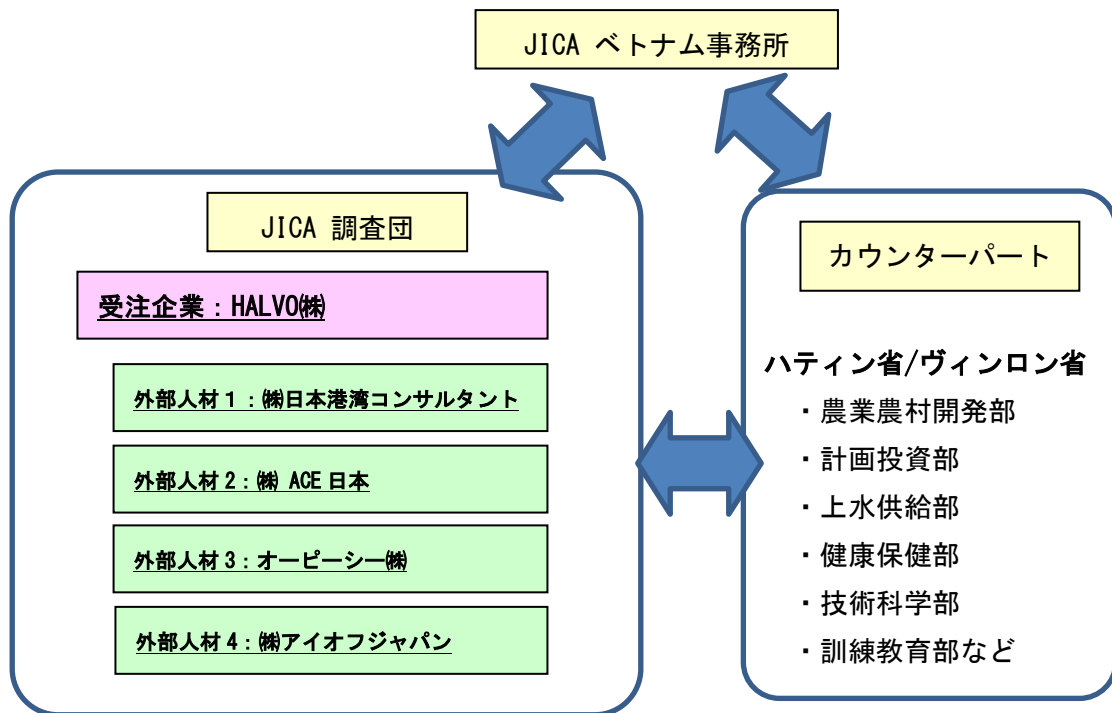 JICA ベトナム事務所
JICA 調査団
受注企業：HALVO㈱
外部人材１：㈱日本港湾コンサルタント
外部人材２：㈱ ACE 日本
外部人材３：オーピーシー㈱
外部人材４：㈱アイオフジャパン
カウンターパート
ハティン省/ヴィンロン省
・農業農村開発部
・計画投資部
・上水供給部
・健康保健部
・技術科学部
・訓練教育部など